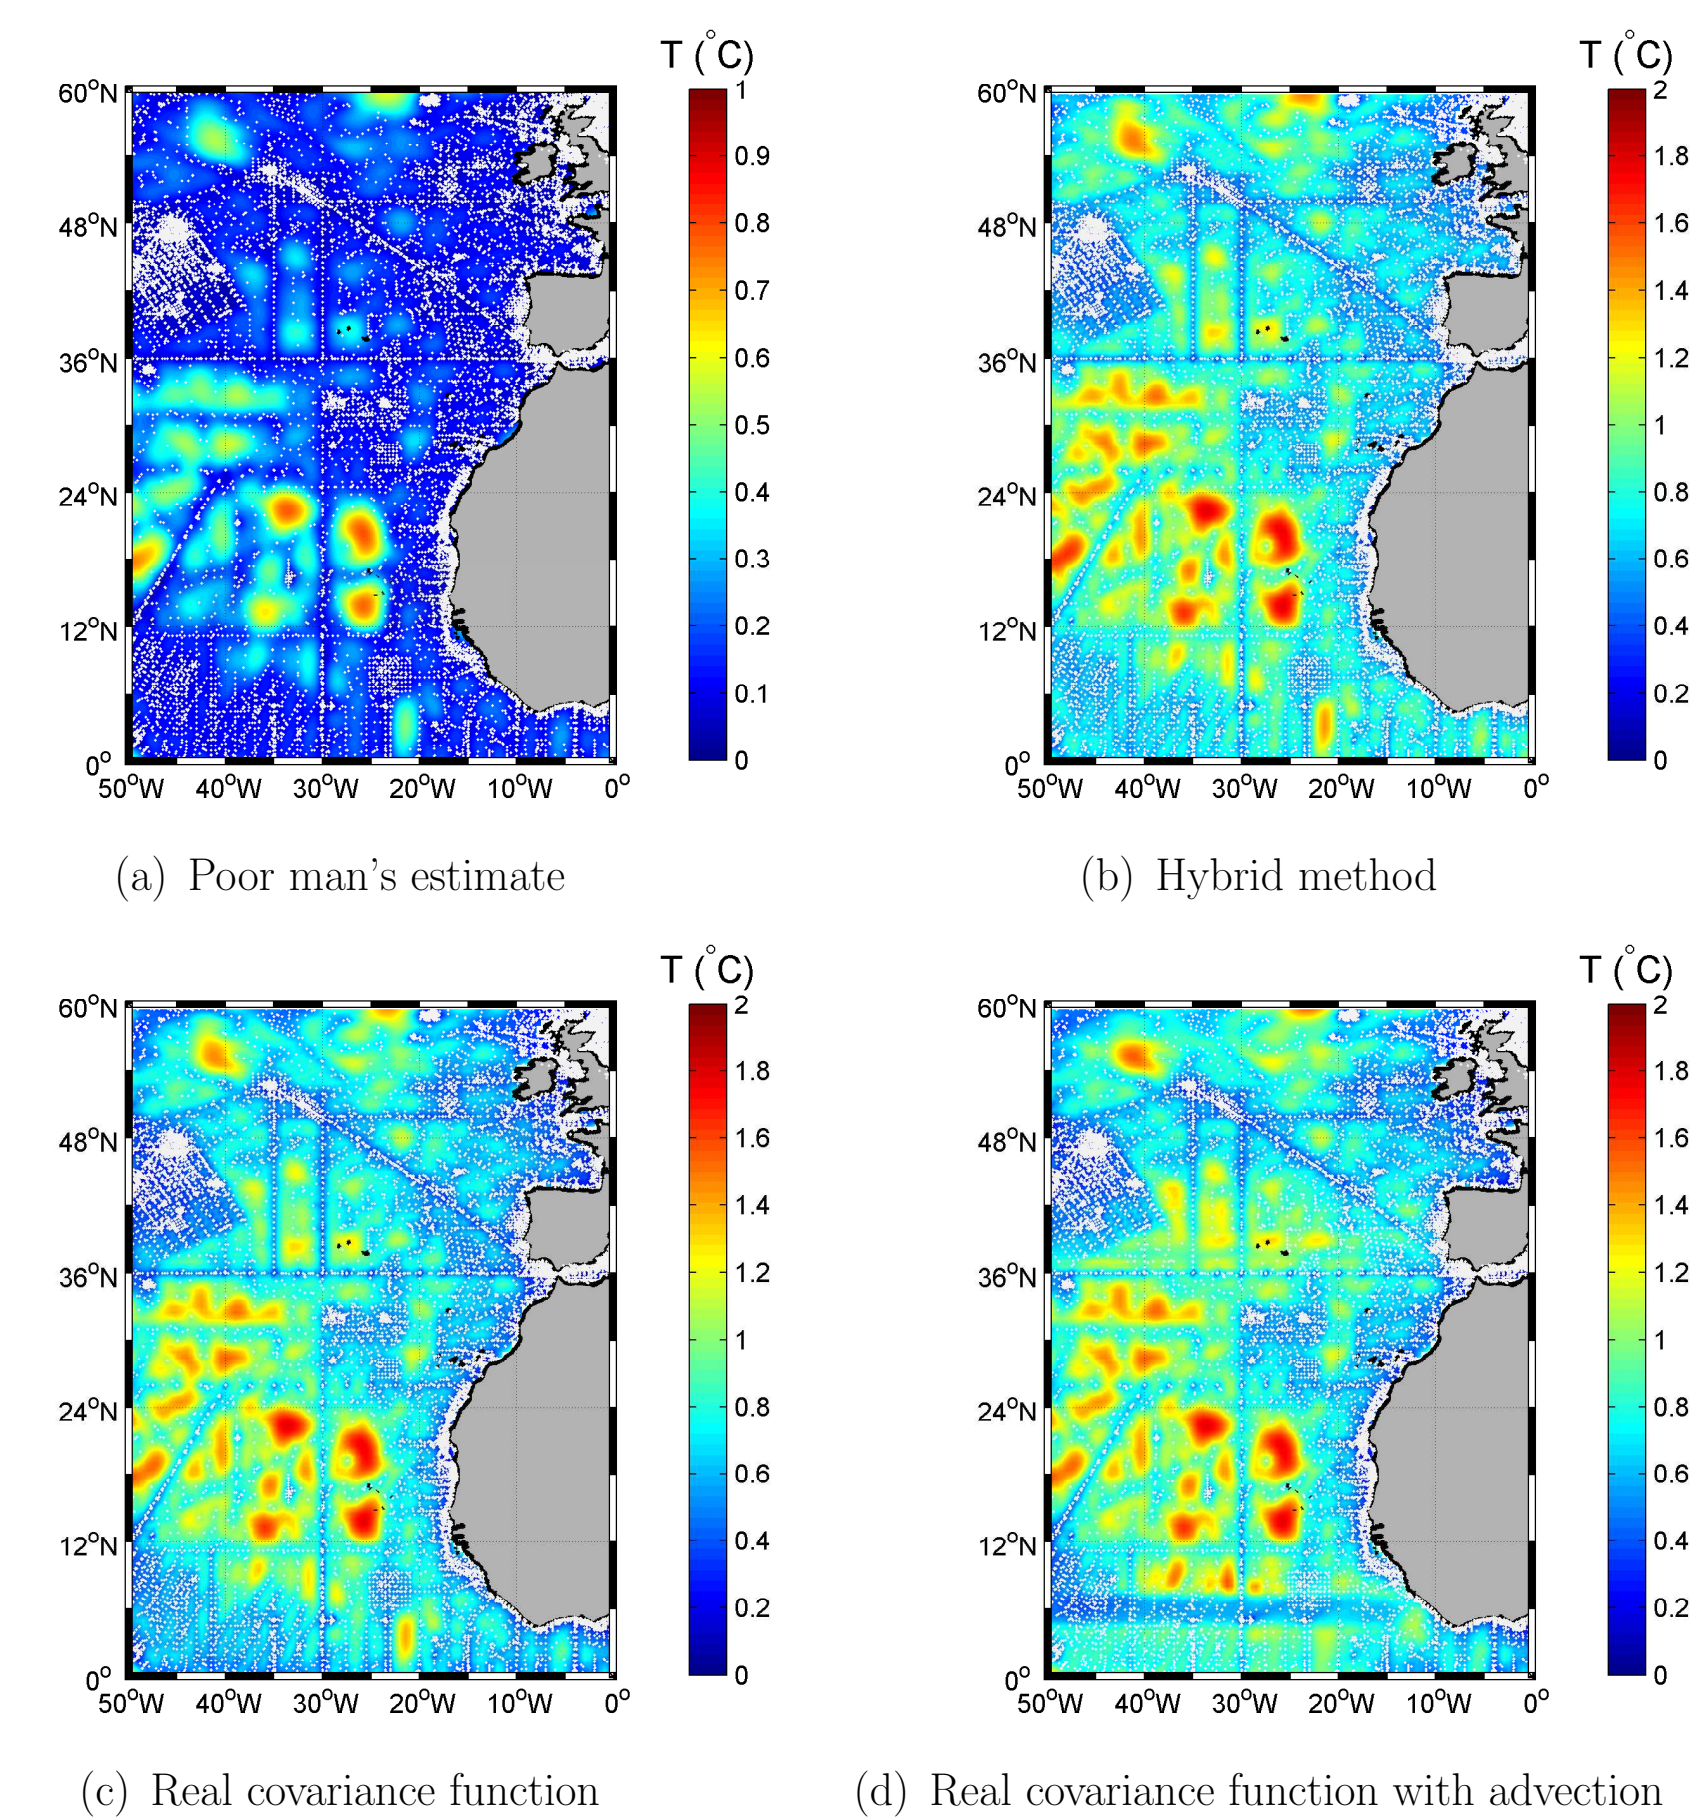 T (°C)
60°N
48°N
36°N
24°N
12°N
0°
50°W 40°W 30°W 20°W 10°W 0°
1
0.9
0.8
0.7
0.6
0.5
0.4
0.3
0.2
0.1
0
(a) Poor man's estimate
T (°C)
60°N
48°N
36°N
24°N
12°N
0°
50°W 40°W 30°W 20°W 10°W 0°
2
1.8
1.6
1.4
1.2
1
0.8
0.6
0.4
0.2
0
(b) Hybrid method
T (°C)
60°N
48°N
36°N
24°N
12°N
0°
50°W 40°W 30°W 20°W 10°W 0°
2
1.8
1.6
1.4
1.2
1
0.8
0.6
0.4
0.2
0
(c) Real covariance function
T (°C)
60°N
48°N
36°N
24°N
12°N
0°
50°W 40°W 30°W 20°W 10°W 0°
2
1.8
1.6
1.4
1.2
1
0.8
0.6
0.4
0.2
0
(d) Real covariance function with advection